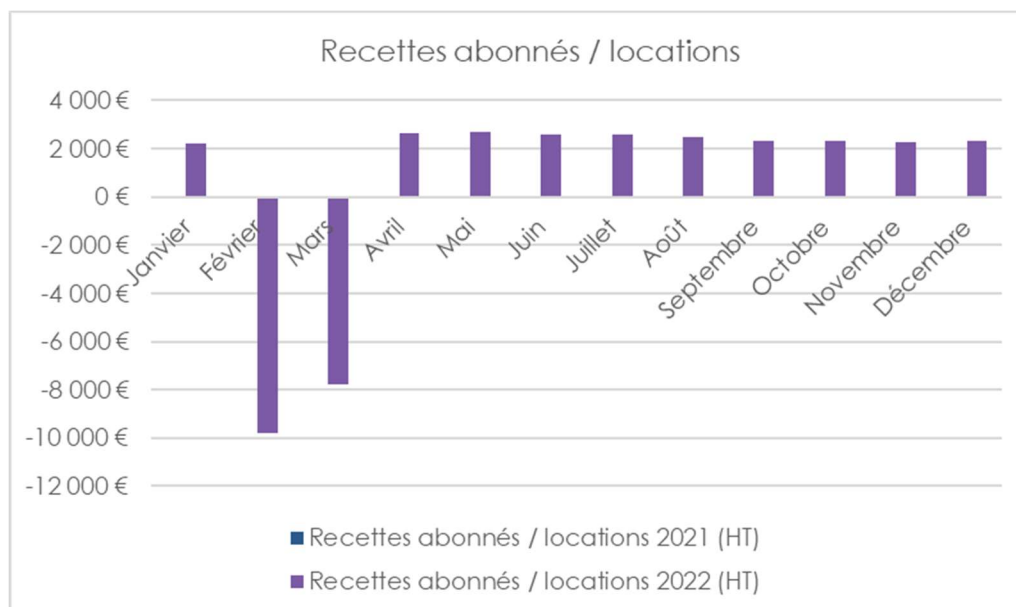 Recettes abonnés / locations
4 000 €
2 000 €
0 €
-2 000 €
-4 000 €
-6 000 €
-8 000 €
-10 000 €
-12 000 €
Janvier
Février
Mars
Avril
Mai
Juin
Juillet
Août
Septembre
Octobre
Novembre
Décembre
Recettes abonnés / locations 2021 (HT)
Recettes abonnés / locations 2022 (HT)